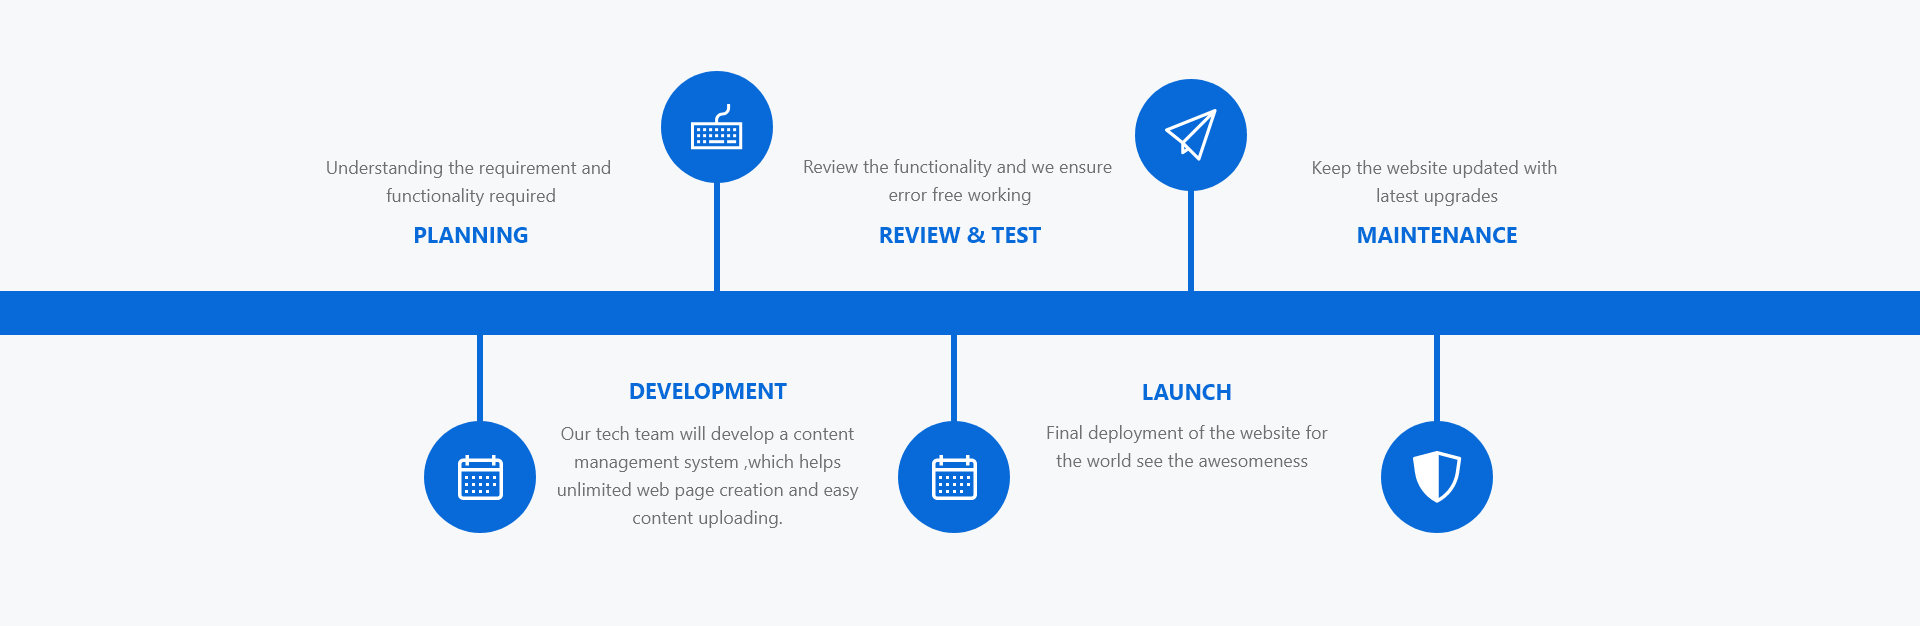 Understanding the requirement and
functionality required
PLANNING
DEVELOPMENT
Our tech team will develop a content
management system ,which helps
unlimited web page creation and easy
content uploading.
Review the functionality and we ensure
error free working
REVIEW & TEST
LAUNCH
Final deployment of the website for
the world see the awesomeness
Keep the website updated with
latest upgrades
MAINTENANCE